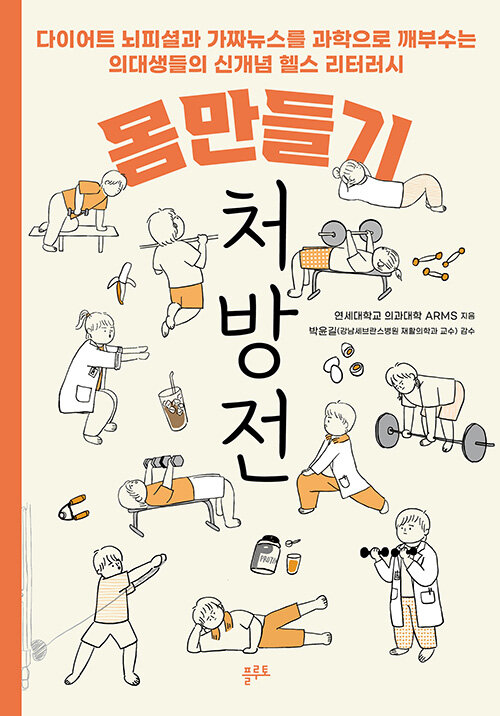 다이어트 뇌피셜과 가짜뉴스를 과학으로 깨부수는
의대생들의 신개념 헬스 리터러시
몸만들기
처방전
연세대학교 의과대학 ARMS 지음
박윤길(강남세브란스병원 재활의학과 교수) 감수
PROTEIN
플루토